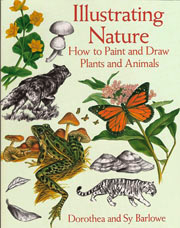 Illustrating
Nature
How to Paint and Draw
Plants and Animals
Dorothea and Sy Barlowe